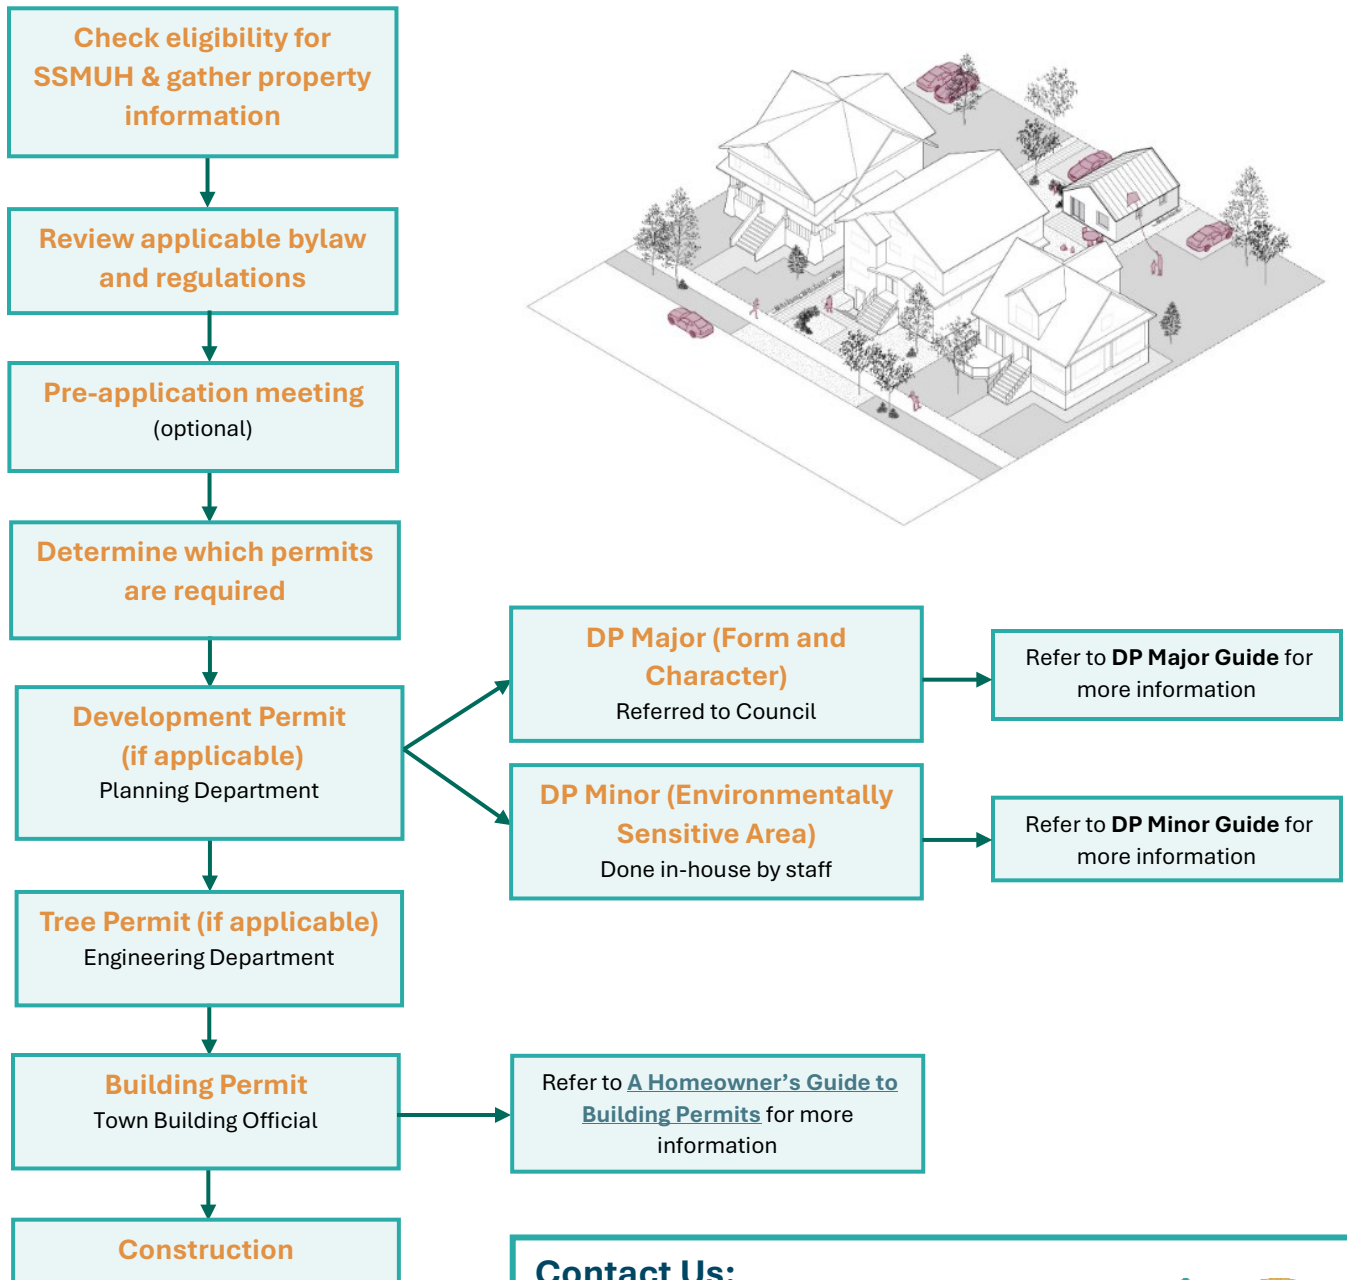 Check eligibility for
SSMUH & gather property
information
Review applicable bylaw
and regulations
Pre-application meeting
(optional)
Determine which permits
are required
Development Permit
(if applicable)
Planning Department
DP Major (Form and
Character)
Referred to Council
Refer to DP Major Guide for
more information
DP Minor (Environmentally
Sensitive Area)
Done in-house by staff
Refer to DP Minor Guide for
more information
Tree Permit (if applicable)
Engineering Department
Building Permit
Town Building Official
Refer to A Homeowner’s Guide to
Building Permits for more
information
Construction
Contact Us: